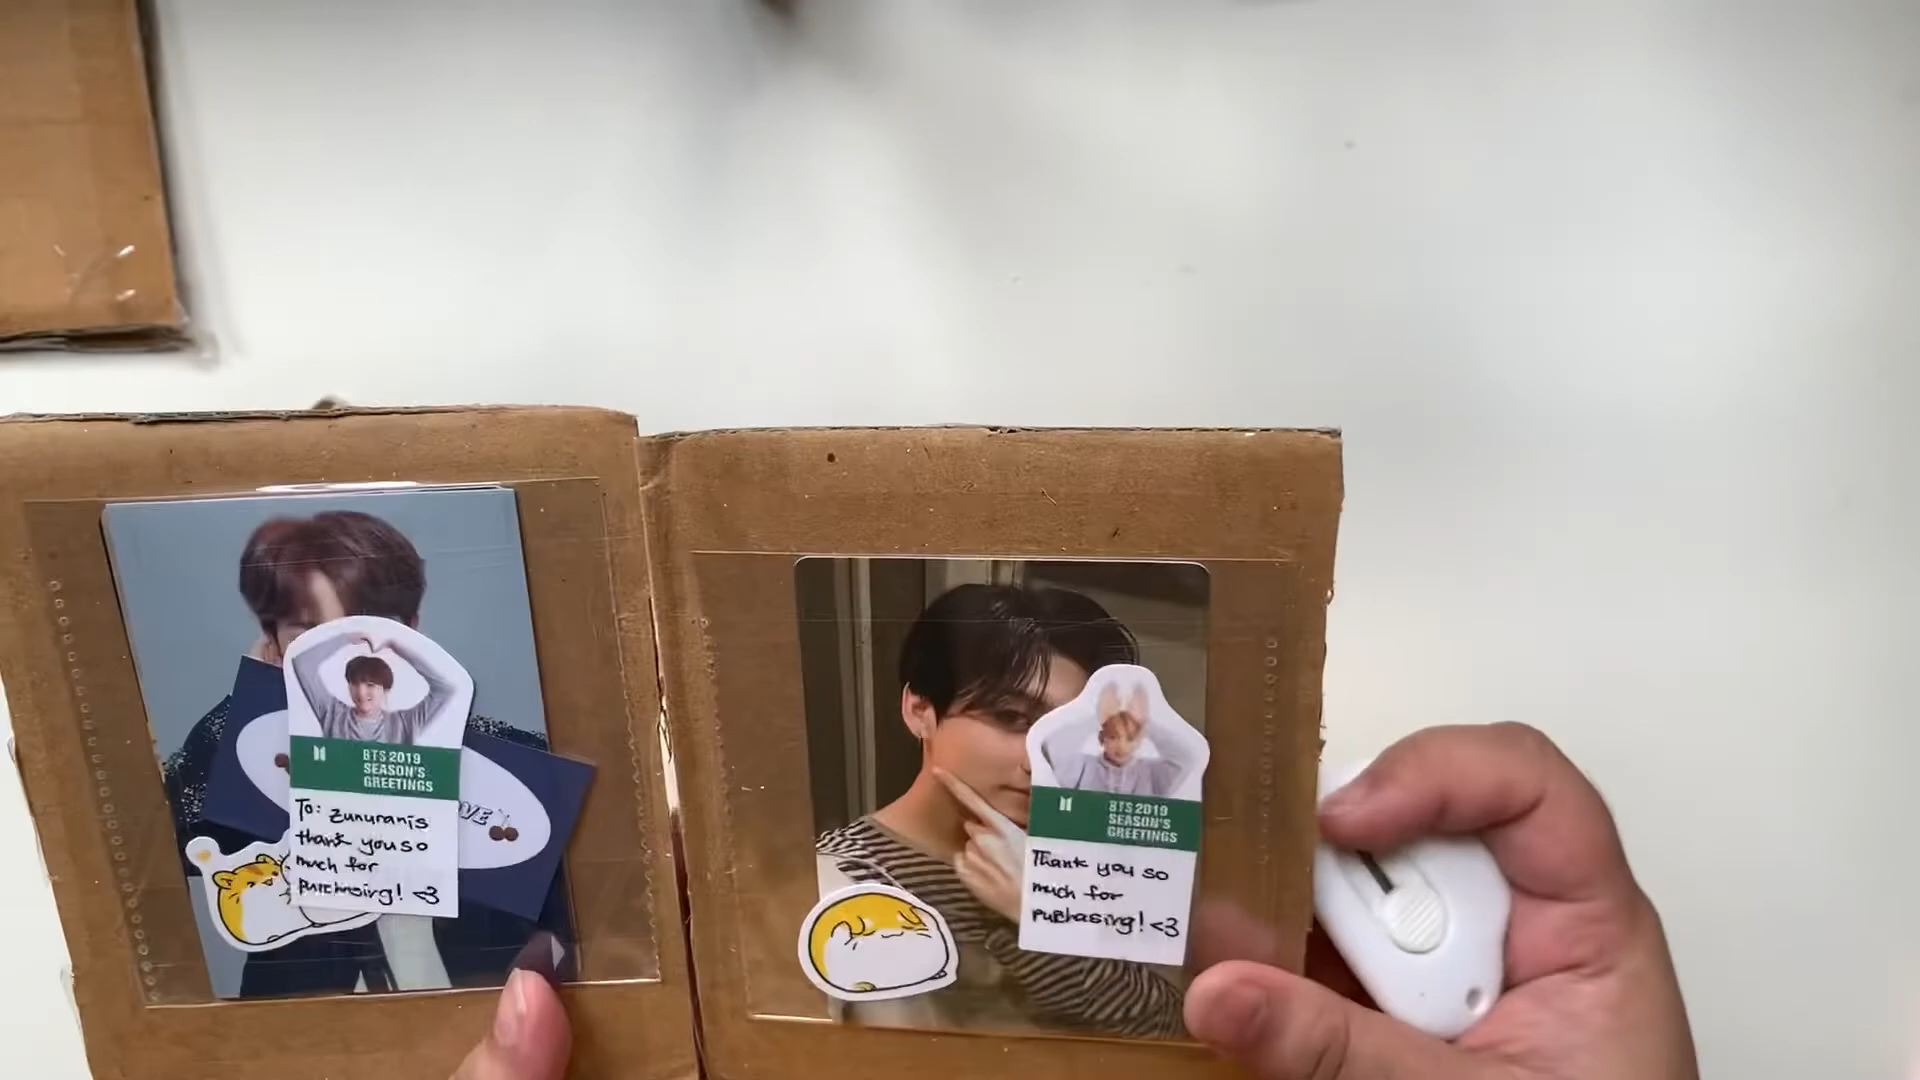 BTS 2019
SEASON'S
GREETINGS
To: zunuranis
thank you so
much for
purchasing! <3
BTS 2019
SEASON'S
GREETINGS
Thank you so
much for
purhasing! <3